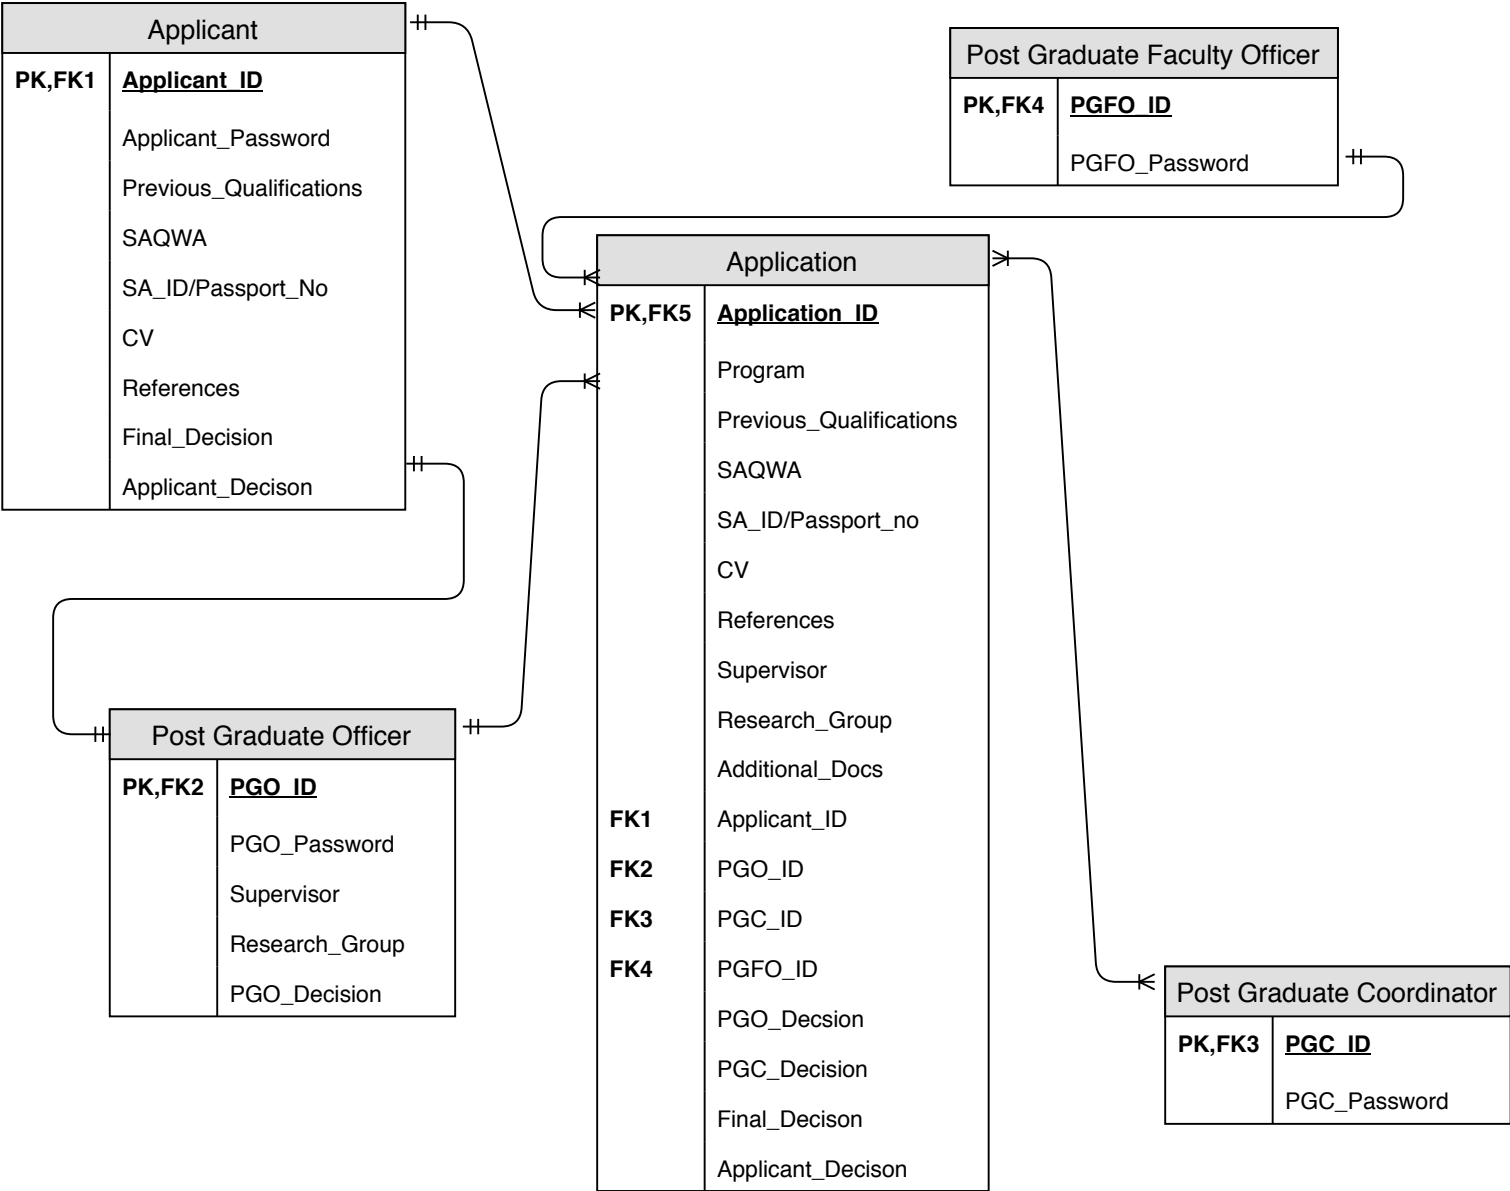 Applicant
PK,FK1 Applicant_ID
Applicant_Password
Previous_Qualifications
SAQWA
SA_ID/Passport_No
CV
References
Final_Decision
Applicant_Decison
Post Graduate Faculty Officer
PK,FK4 PGFO_ID
PGFO_Password
Application
PK,FK5 Application_ID
Program
Previous_Qualifications
SAQWA
SA_ID/Passport_no
CV
References
Supervisor
Research_Group
Additional_Docs
FK1 Applicant_ID
FK2 PGO_ID
FK3 PGC_ID
FK4 PGFO_ID
PGO_Decsion
PGC_Decision
Final_Decison
Applicant_Decison
Post Graduate Officer
PK,FK2 PGO_ID
PGO_Password
Supervisor
Research_Group
PGO_Decision
Post Graduate Coordinator
PK,FK3 PGC_ID
PGC_Password